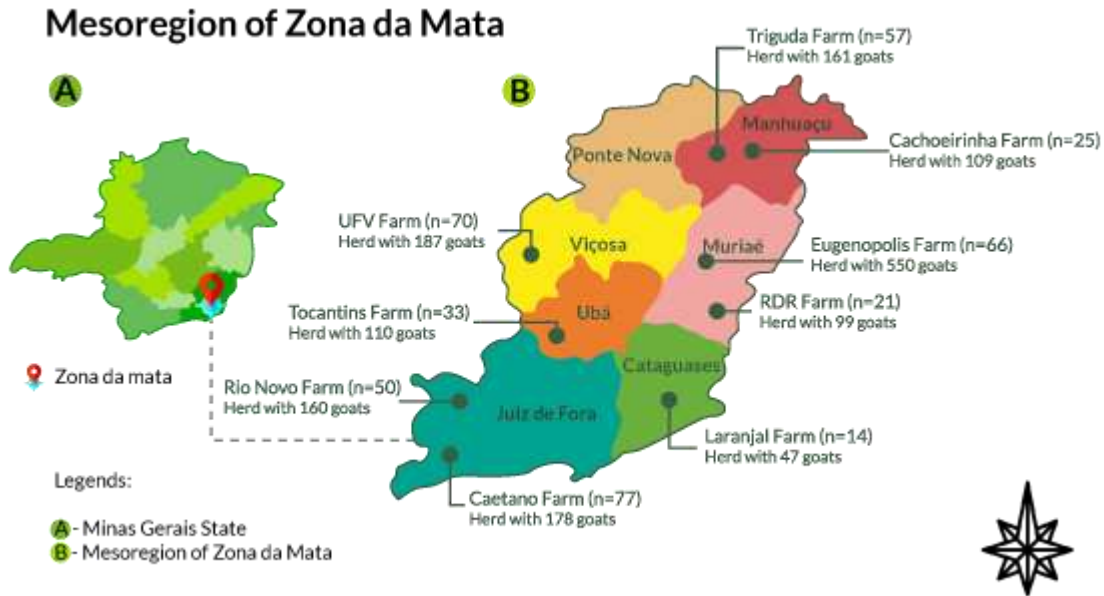 Mesoregion of Zona da Mata
A
B
Triguda Farm (n=57)
Herd with 161 goats
Manhuaçu
Cachoeirinha Farm (n=25)
Herd with 109 goats
Ponte Nova
UFV Farm (n=70)
Herd with 187 goats
Viçosa
Muriaé
Eugenopolis Farm (n=66)
Herd with 550 goats
Tocantins Farm (n=33)
Herd with 110 goats
Ubá
RDR Farm (n=21)
Herd with 99 goats
Zona da mata
Cataguases
Rio Novo Farm (n=50)
Herd with 160 goats
Juiz de Fora
Laranjal Farm (n=14)
Herd with 47 goats
Caetano Farm (n=77)
Herd with 178 goats
Legends:
A - Minas Gerais State
B - Mesoregion of Zona da Mata